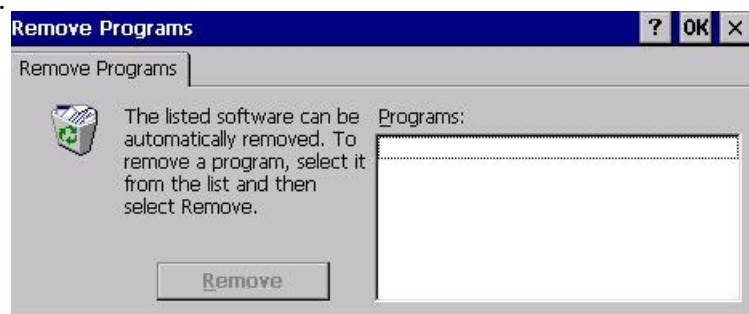 .
Remove Programs ? OK ×
Remove Programs
The listed software can be
automatically removed. To
remove a program, select it
from the list and then
select Remove.
Programs:
Remove